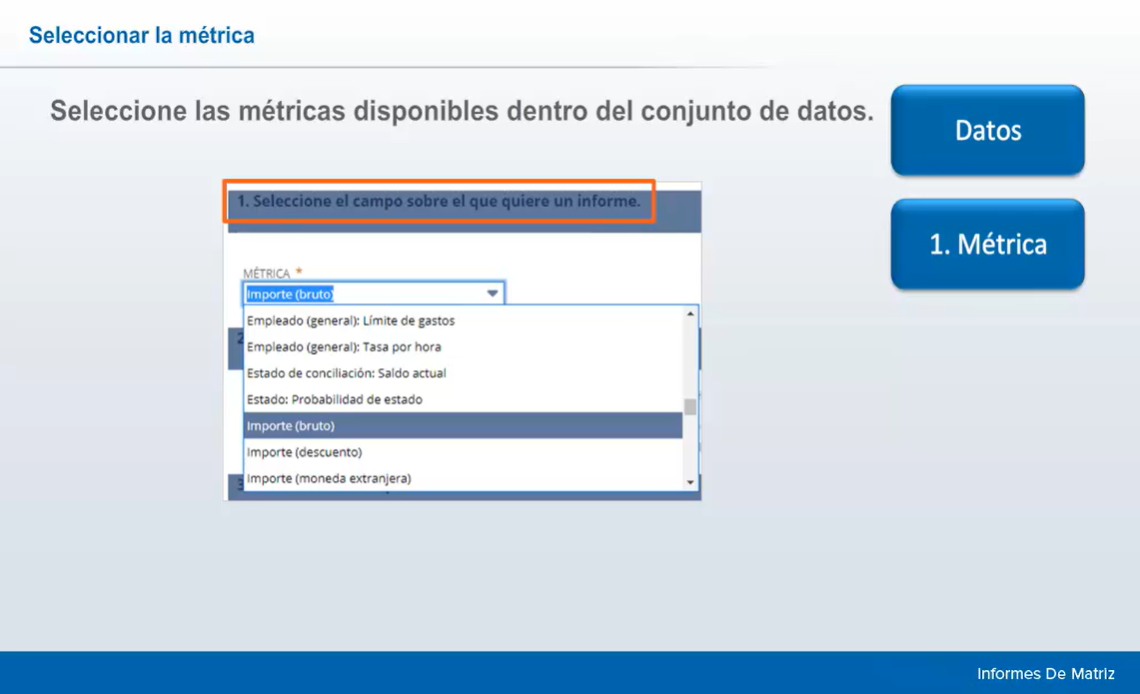 Seleccionar la métrica
Seleccione las métricas disponibles dentro del conjunto de datos.
Datos
1. Métrica
1. Seleccione el campo sobre el que quiere un informe.
MÉTRICA *
Importe (bruto)
Empleado (general): Límite de gastos
Empleado (general): Tasa por hora
Estado de conciliación: Saldo actual
Estado: Probabilidad de estado
Importe (bruto)
Importe (descuento)
Importe (moneda extranjera)
Informes De Matriz